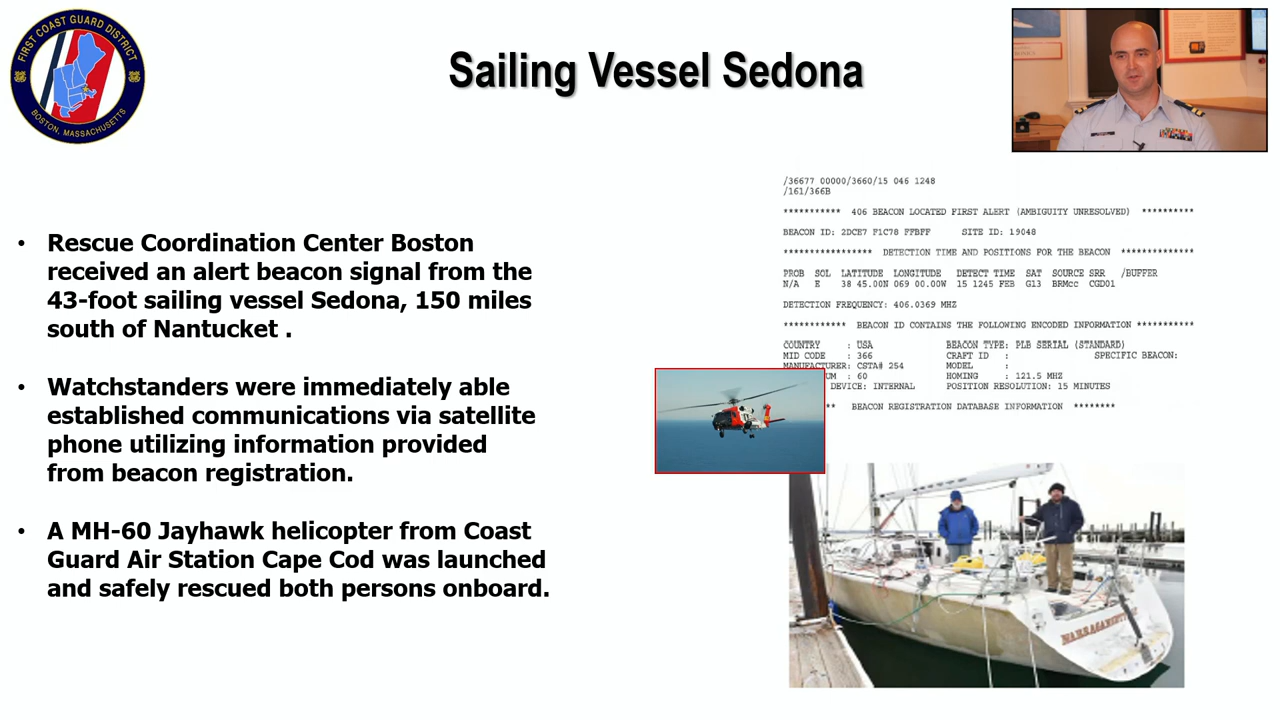 FIRST COAST GUARD DISTRICT
BOSTON, MASSACHUSETTS
Sailing Vessel Sedona
• Rescue Coordination Center Boston
received an alert beacon signal from the
43-foot sailing vessel Sedona, 150 miles
south of Nantucket .
• Watchstanders were immediately able
established communications via satellite
phone utilizing information provided
from beacon registration.
• A MH-60 Jayhawk helicopter from Coast
Guard Air Station Cape Cod was launched
and safely rescued both persons onboard.
/36677 00000/3660/15 046 1248
/161/366B
*********** 406 BEACON LOCATED FIRST ALERT (AMBIGUITY UNRESOLVED) **********
BEACON ID: 2DCE7 F1C78 FFBFF SITE ID: 19048
***************** DETECTION TIME AND POSITIONS FOR THE BEACON **************
PROB SOL LATITUDE LONGITUDE DETECT TIME SAT SOURCE SRR /BUFFER
N/A E 38 45.00N 069 00.00W 15 1245 FEB G13 BRMcc CGD01
DETECTION FREQUENCY: 406.0369 MHZ
************ BEACON ID CONTAINS THE FOLLOWING ENCODED INFORMATION ***********
COUNTRY : USA BEACON TYPE: PLB SERIAL (STANDARD)
MID CODE : 366 CRAFT ID : SPECIFIC BEACON:
MANUFACTURER: CSTA# 254 MODEL :
UM : 60 HOMING : 121.5 MHZ
DEVICE: INTERNAL POSITION RESOLUTION: 15 MINUTES
** BEACON REGISTRATION DATABASE INFORMATION ********